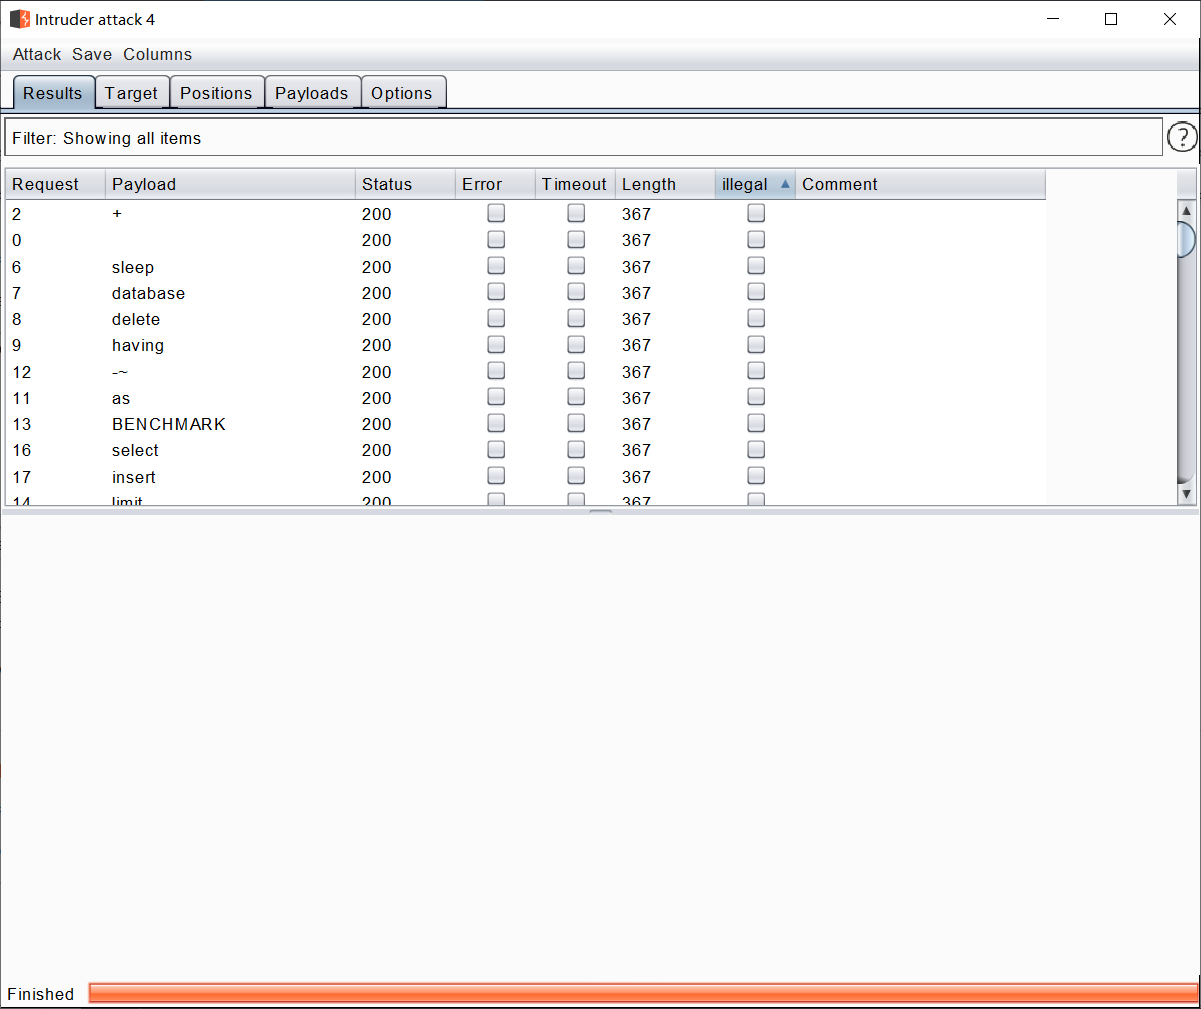 Intruder attack 4
Attack Save Columns
Results Target Positions Payloads Options
Filter: Showing all items ?
Request Payload Status Error Timeout Length illegal Comment
2 + 200 367
0 200 367
6 sleep 200 367
7 database 200 367
8 delete 200 367
9 having 200 367
12 -~ 200 367
11 as 200 367
13 BENCHMARK 200 367
16 select 200 367
17 insert 200 367
14 limit 200 367
Finished